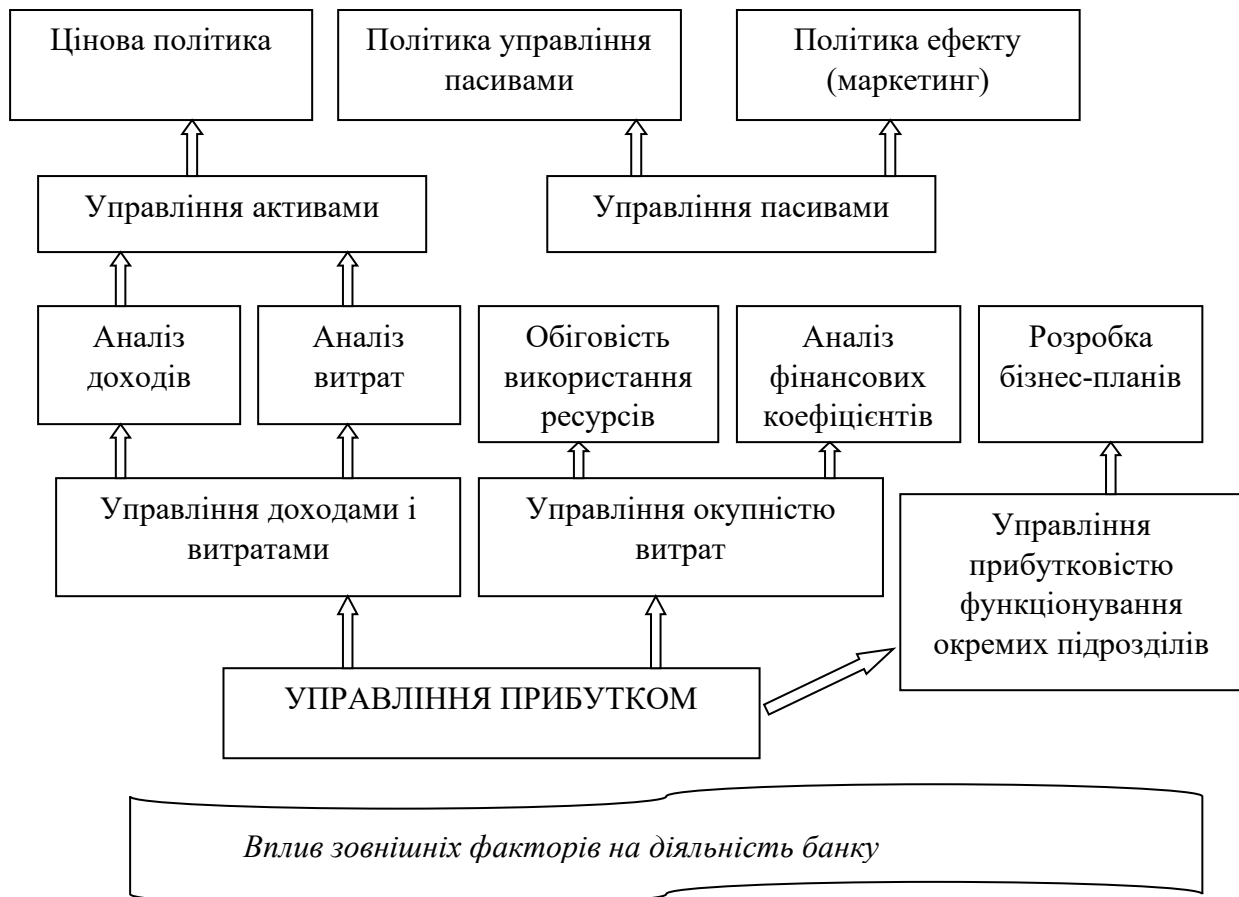 Цінова політика
Політика управління
пасивами
Політика ефекту
(маркетинг)
Управління активами
Управління пасивами
Аналіз
доходів
Аналіз
витрат
Обіговість
використання
ресурсів
Аналіз
фінансових
коефіцієнтів
Розробка
бізнес-планів
Управління доходами і
витратами
Управління окупністю
витрат
Управління
прибутковістю
функціонування
окремих підрозділів
УПРАВЛІННЯ ПРИБУТКОМ
Вплив зовнішніх факторів на діяльність банку